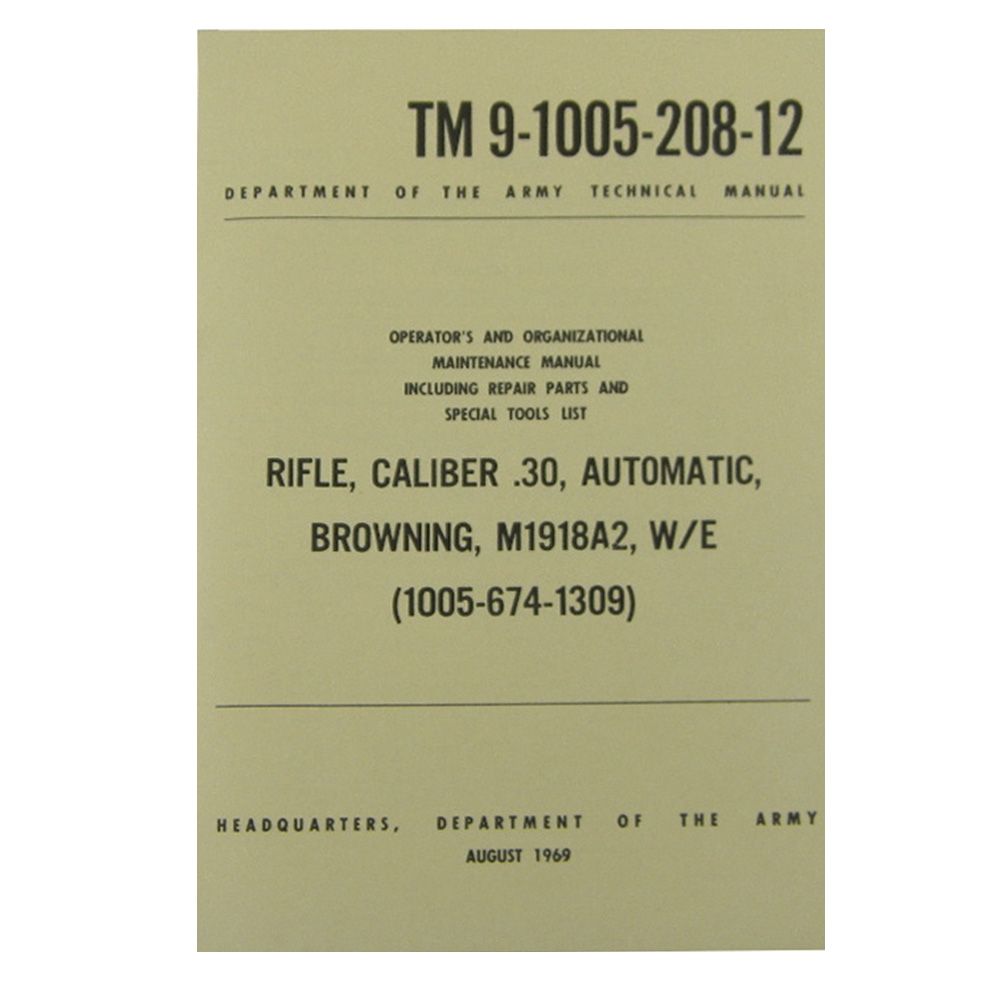 TM 9-1005-208-12
DEPARTMENT OF THE ARMY TECHNICAL MANUAL
OPERATOR'S AND ORGANIZATIONAL
MAINTENANCE MANUAL
INCLUDING REPAIR PARTS AND
SPECIAL TOOLS LIST
RIFLE, CALIBER .30, AUTOMATIC,
BROWNING, M1918A2, W/E
(1005-674-1309)
HEADQUARTERS, DEPARTMENT OF THE ARMY
AUGUST 1969